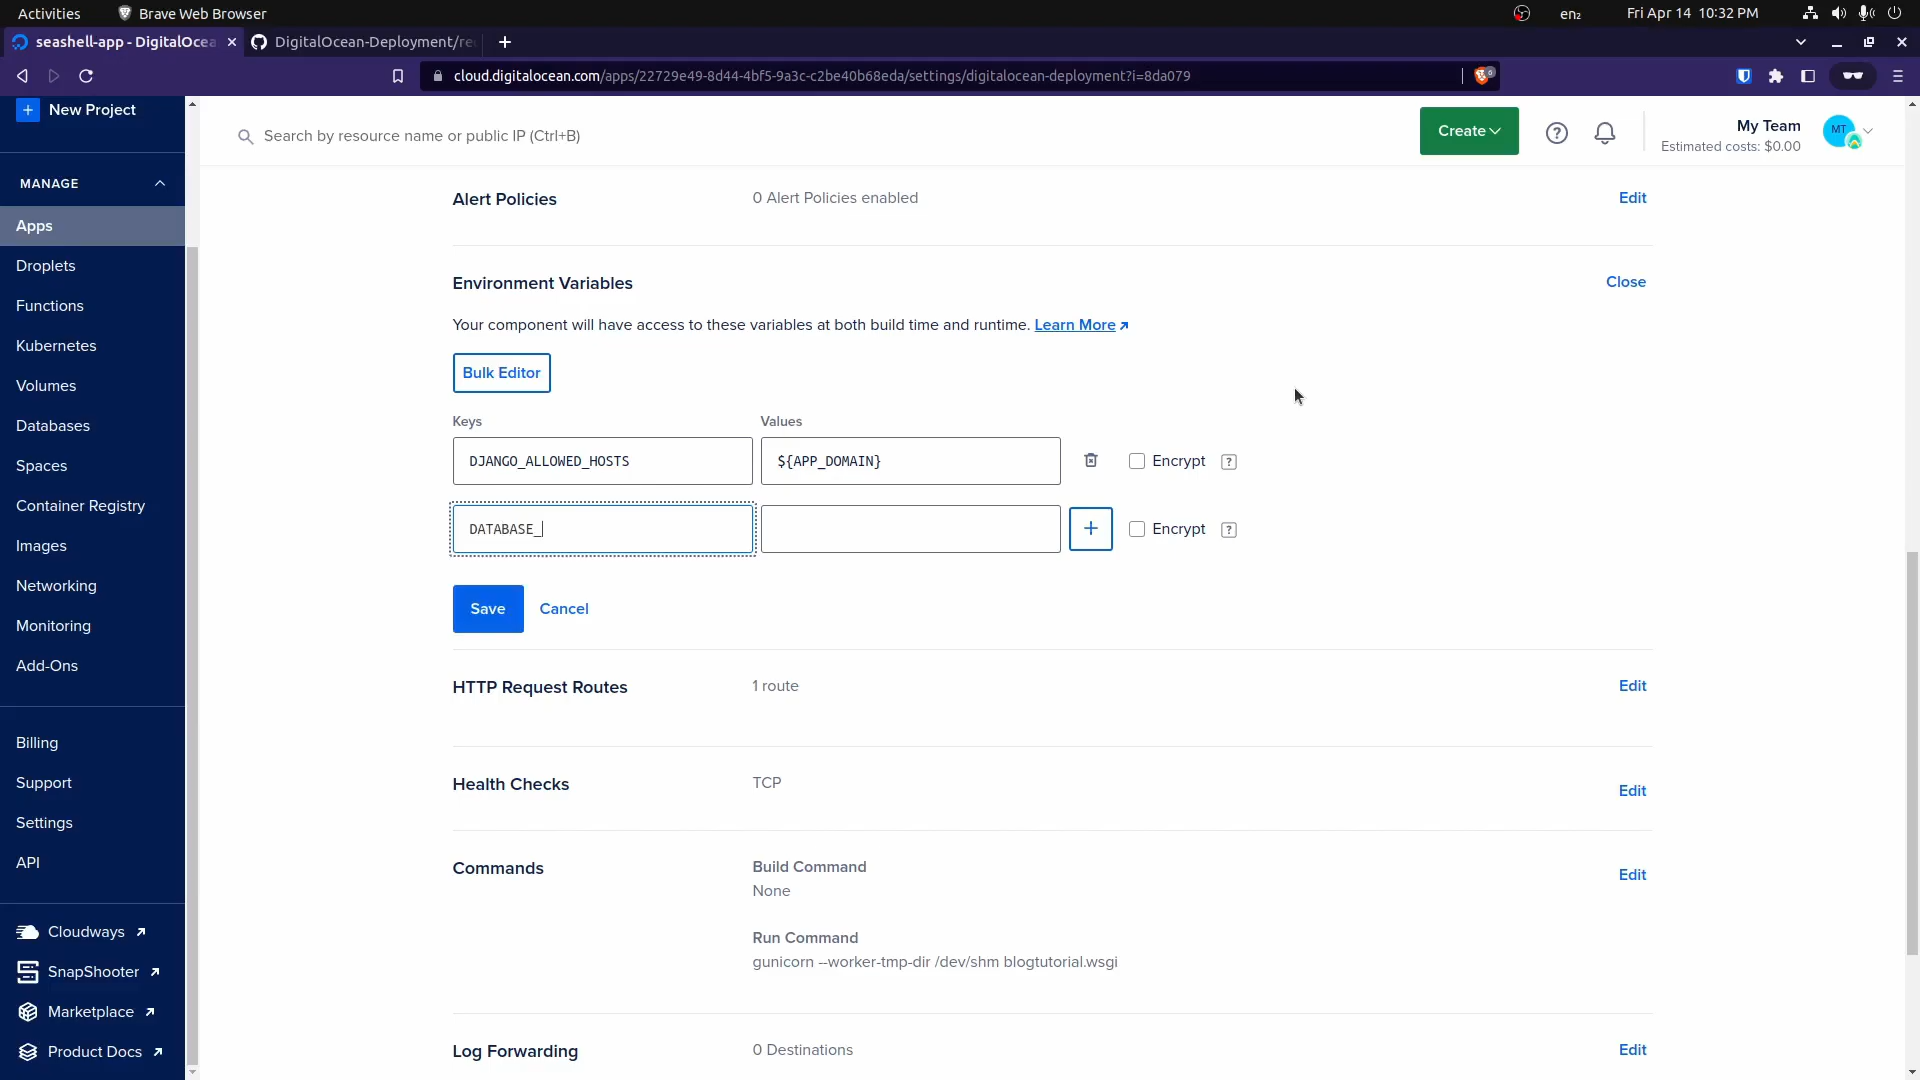 Activities
Brave Web Browser
en₂
Fri Apr 14 10:32 PM
seashell-app - DigitalOcea
DigitalOcean-Deployment/re
cloud.digitalocean.com/apps/22729e49-8d44-4bf5-9a3c-c2be40b68eda/settings/digitalocean-deployment?i=8da079
New Project
MANAGE
Apps
Droplets
Functions
Kubernetes
Volumes
Databases
Spaces
Container Registry
Images
Networking
Monitoring
Add-Ons
Billing
Support
Settings
API
Cloudways
SnapShooter
Marketplace
Product Docs
Search by resource name or public IP (Ctrl+B)
Create
My Team
Estimated costs: $0.00
MT
Alert Policies
0 Alert Policies enabled
Edit
Environment Variables
Close
Your component will have access to these variables at both build time and runtime. Learn More
Bulk Editor
Keys
Values
DJANGO_ALLOWED_HOSTS
${APP_DOMAIN}
Encrypt
?
DATABASE_
Encrypt
?
Save
Cancel
HTTP Request Routes
1 route
Edit
Health Checks
TCP
Edit
Commands
Build Command
None
Edit
Run Command
gunicorn --worker-tmp-dir /dev/shm blogtutorial.wsgi
Log Forwarding
0 Destinations
Edit